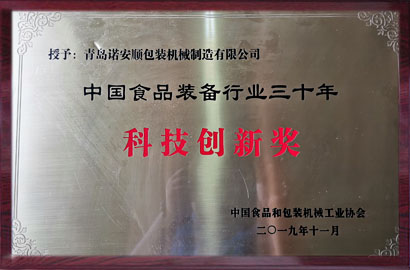 授予：青岛诺安顺包装机械制造有限公司
中国食品装备行业三十年
科技创新奖
中国食品和包装机械工业协会
二〇一九年十一月